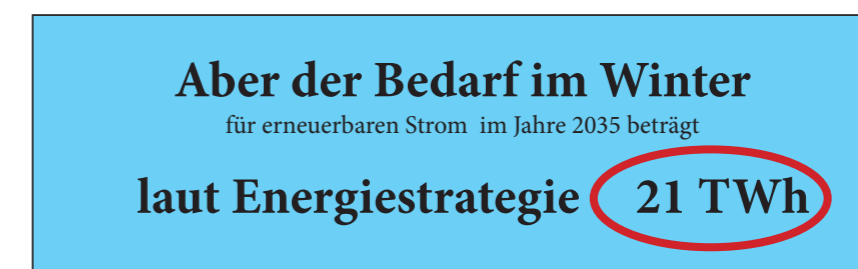 Aber der Bedarf im Winter
für erneuerbaren Strom im Jahre 2035 beträgt
laut Energiestrategie 21 TWh